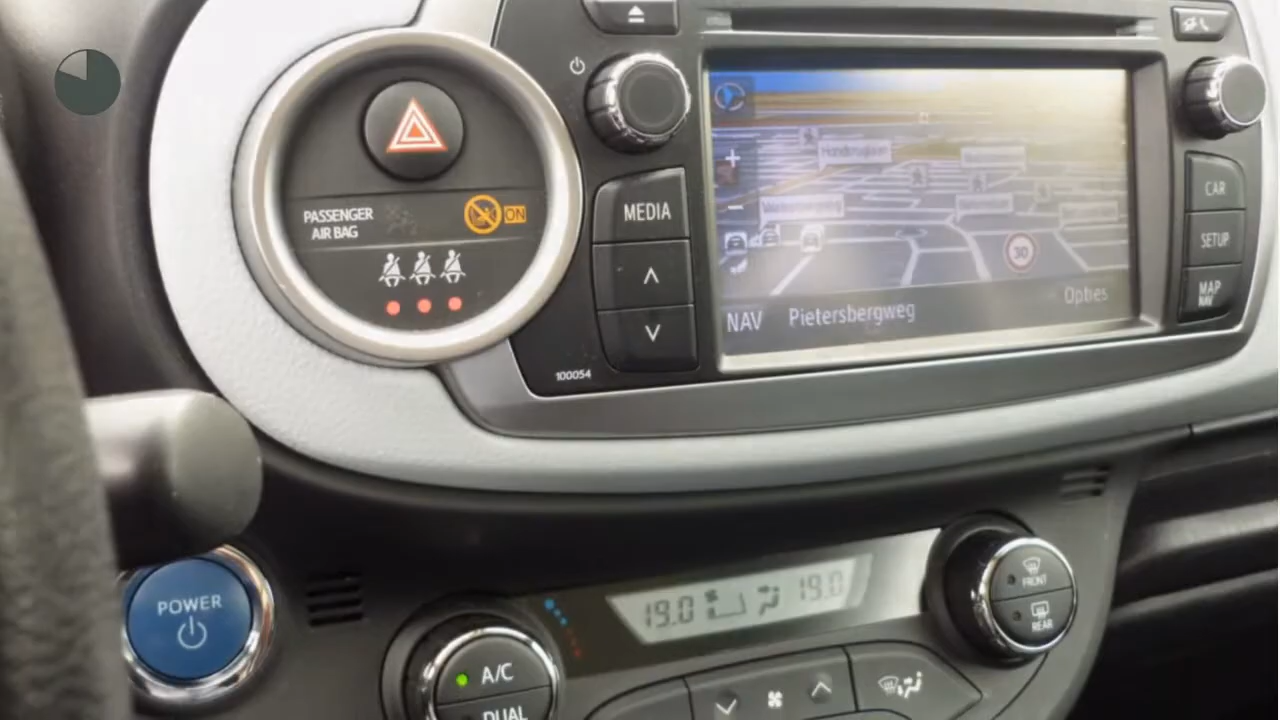 MEDIA
PASSENGER
AIR BAG
ON
CAR
SETUP
MAP
NAV
30
Opties
NAV Pietersbergweg
100054
POWER
19.0
19.0
FRONT
REAR
A/C
DUAL